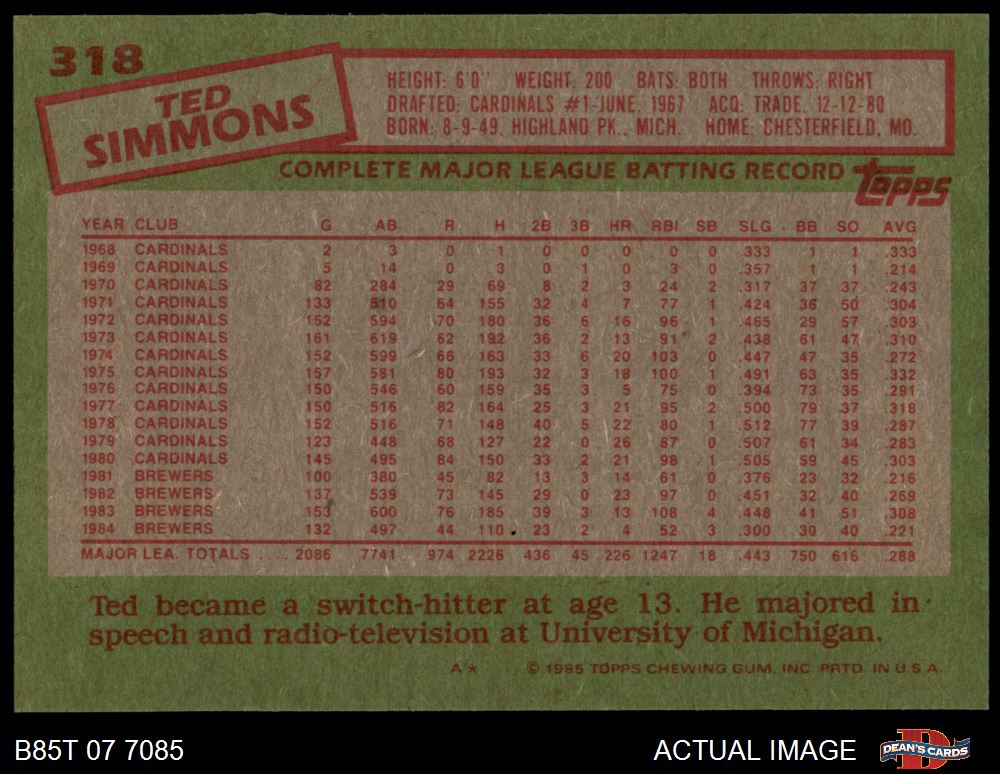 318
TED
SIMMONS
HEIGHT: 6'0" WEIGHT: 200 BATS: BOTH THROWS: RIGHT
DRAFTED: CARDINALS #1-JUNE, 1967 ACQ: TRADE, 12-12-80
BORN: 8-9-49, HIGHLAND PK., MICH. HOME: CHESTERFIELD, MO.
COMPLETE MAJOR LEAGUE BATTING RECORD topps
YEAR CLUB G AB R H 2B 3B HR RBI SB SLG BB SO AVG
1968 CARDINALS 2 3 0 1 0 0 0 0 0 .333 1 1 .333
1969 CARDINALS 5 14 0 3 0 1 0 3 0 .357 1 1 .214
1970 CARDINALS 82 284 29 69 8 2 3 24 2 .317 37 37 .243
1971 CARDINALS 133 510 64 155 32 4 7 77 1 .424 36 50 .304
1972 CARDINALS 152 594 70 180 36 6 16 96 1 .465 29 57 .303
1973 CARDINALS 161 619 62 192 36 2 13 91 2 .438 61 47 .310
1974 CARDINALS 152 599 66 163 33 6 20 103 0 .447 47 35 .272
1975 CARDINALS 157 581 80 193 32 3 18 100 1 .491 63 35 .332
1976 CARDINALS 150 546 60 159 35 3 5 75 0 .394 73 35 .291
1977 CARDINALS 150 516 82 164 25 3 21 95 2 .500 79 37 .318
1978 CARDINALS 152 516 71 148 40 5 22 80 1 .512 77 39 .287
1979 CARDINALS 123 448 68 127 22 0 26 87 0 .507 61 34 .283
1980 CARDINALS 145 495 84 150 33 2 21 98 1 .505 59 45 .303
1981 BREWERS 100 380 45 82 13 3 14 61 0 .376 23 32 .216
1982 BREWERS 137 539 73 145 29 0 23 97 0 .451 32 40 .269
1983 BREWERS 153 600 76 185 39 3 13 108 4 .448 41 51 .308
1984 BREWERS 132 497 44 110 23 2 4 52 3 .300 30 40 .221
MAJOR LEA. TOTALS .... 2086 7741 974 2226 436 45 226 1247 18 .443 750 616 .288
Ted became a switch-hitter at age 13. He majored in
speech and radio-television at University of Michigan.
A* © 1985 TOPPS CHEWING GUM, INC. PRTD. IN U.S.A.
B85T 07 7085 ACTUAL IMAGE DEAN'S CARDS